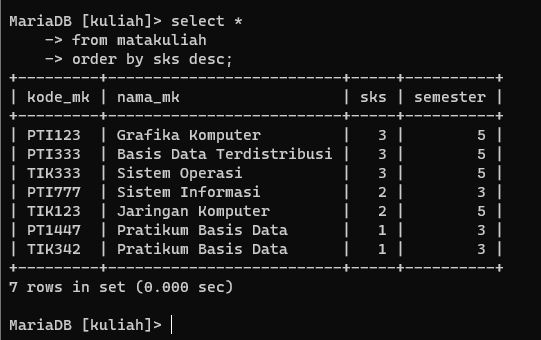 MariaDB [kuliah]> select *
    -> from matakuliah
    -> order by sks desc;
+---------+-------------------------+-----+----------+
| kode_mk | nama_mk                 | sks | semester |
+---------+-------------------------+-----+----------+
| PTI123  | Grafika Komputer        |   3 |        5 |
| PTI333  | Basis Data Terdistribusi |   3 |        5 |
| TIK333  | Sistem Operasi          |   3 |        5 |
| PTI777  | Sistem Informasi        |   2 |        3 |
| TIK123  | Jaringan Komputer       |   2 |        5 |
| PT1447  | Pratikum Basis Data     |   1 |        3 |
| TIK342  | Pratikum Basis Data     |   1 |        3 |
+---------+-------------------------+-----+----------+
7 rows in set (0.000 sec)
MariaDB [kuliah]>